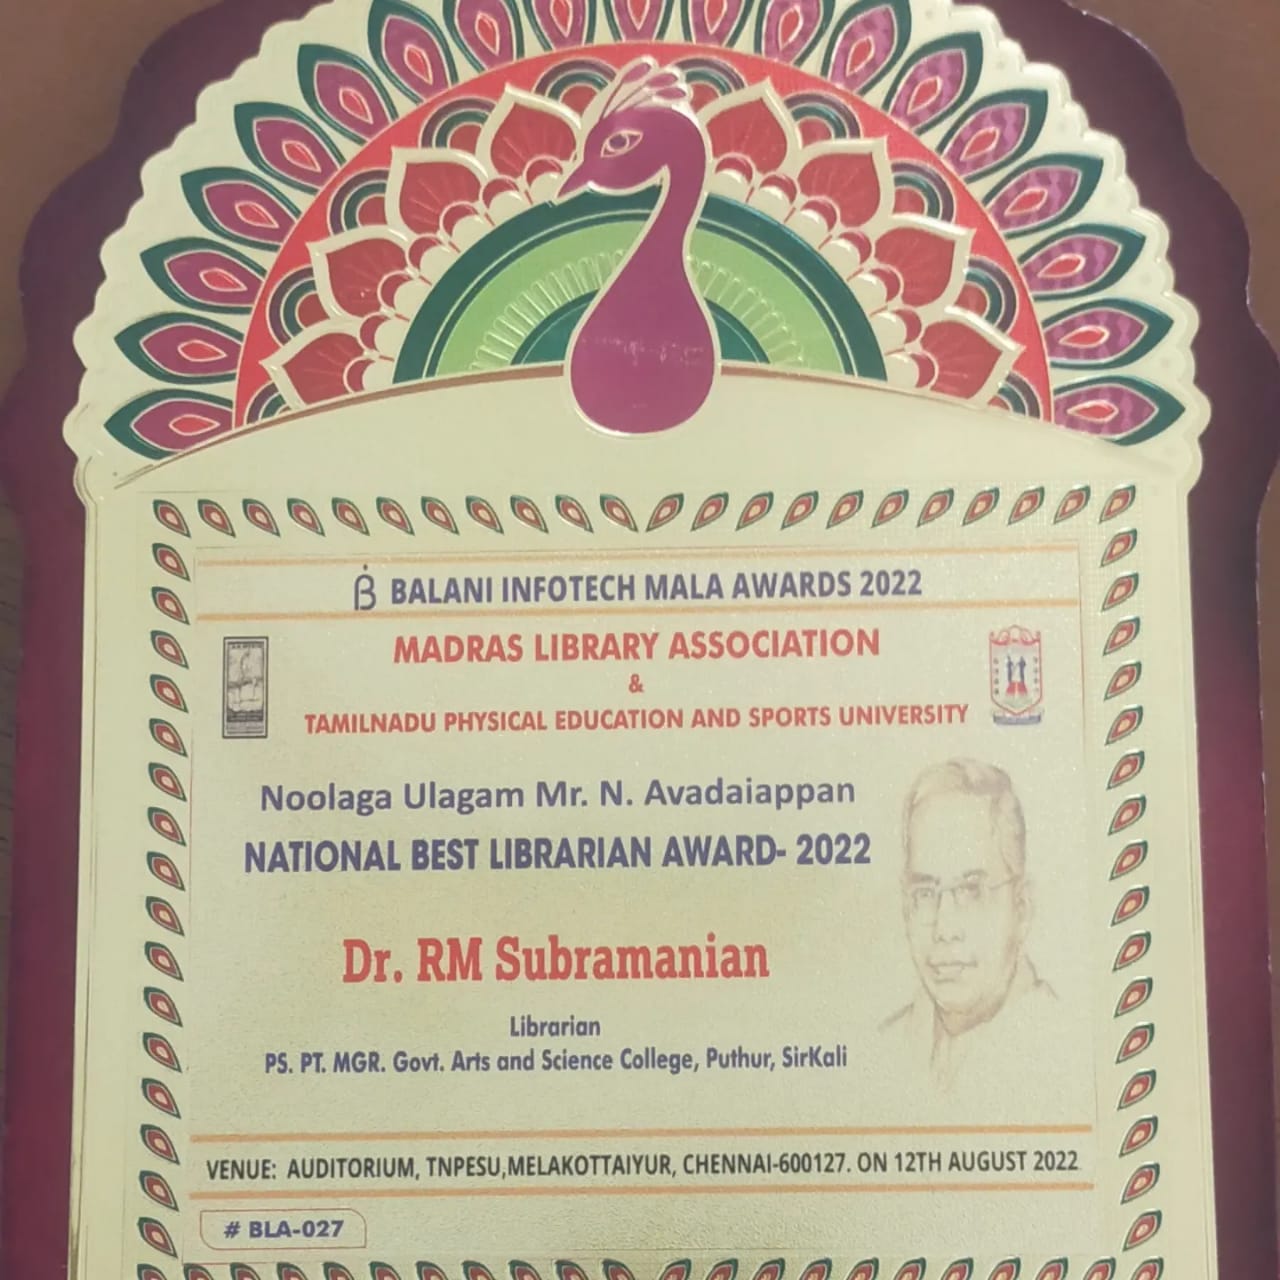 BALANI INFOTECH MALA AWARDS 2022
MADRAS LIBRARY ASSOCIATION
&
TAMILNADU PHYSICAL EDUCATION AND SPORTS UNIVERSITY
Noolaga Ulagam Mr. N. Avadaiappan
NATIONAL BEST LIBRARIAN AWARD- 2022
Dr. RM Subramanian
Librarian
PS. PT. MGR. Govt. Arts and Science College, Puthur, SirKali
VENUE: AUDITORIUM, TNPESU,MELAKOTTAIYUR, CHENNAI-600127. ON 12TH AUGUST 2022
# BLA-027